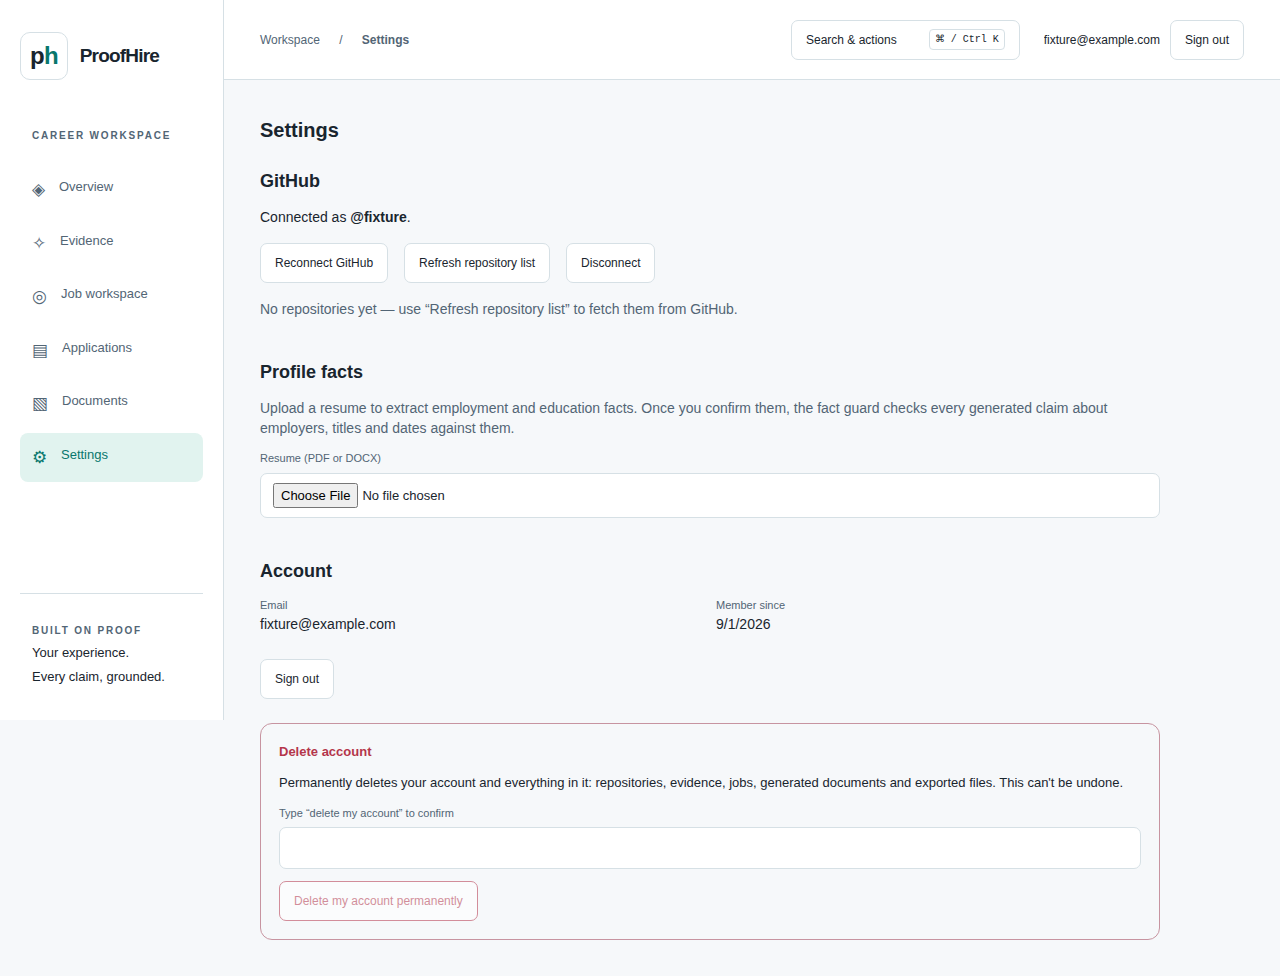 ph ProofHire
CAREER WORKSPACE
Overview
Evidence
Job workspace
Applications
Documents
Settings
BUILT ON PROOF
Your experience.
Every claim, grounded.
Workspace / Settings
Search & actions ⌘ / Ctrl K
fixture@example.com
Sign out
Settings
GitHub
Connected as @fixture.
Reconnect GitHub
Refresh repository list
Disconnect
No repositories yet — use “Refresh repository list” to fetch them from GitHub.
Profile facts
Upload a resume to extract employment and education facts. Once you confirm them, the fact guard checks every generated claim about
employers, titles and dates against them.
Resume (PDF or DOCX)
Choose File No file chosen
Account
Email
fixture@example.com
Member since
9/1/2026
Sign out
Delete account
Permanently deletes your account and everything in it: repositories, evidence, jobs, generated documents and exported files. This can't be undone.
Type “delete my account” to confirm
Delete my account permanently